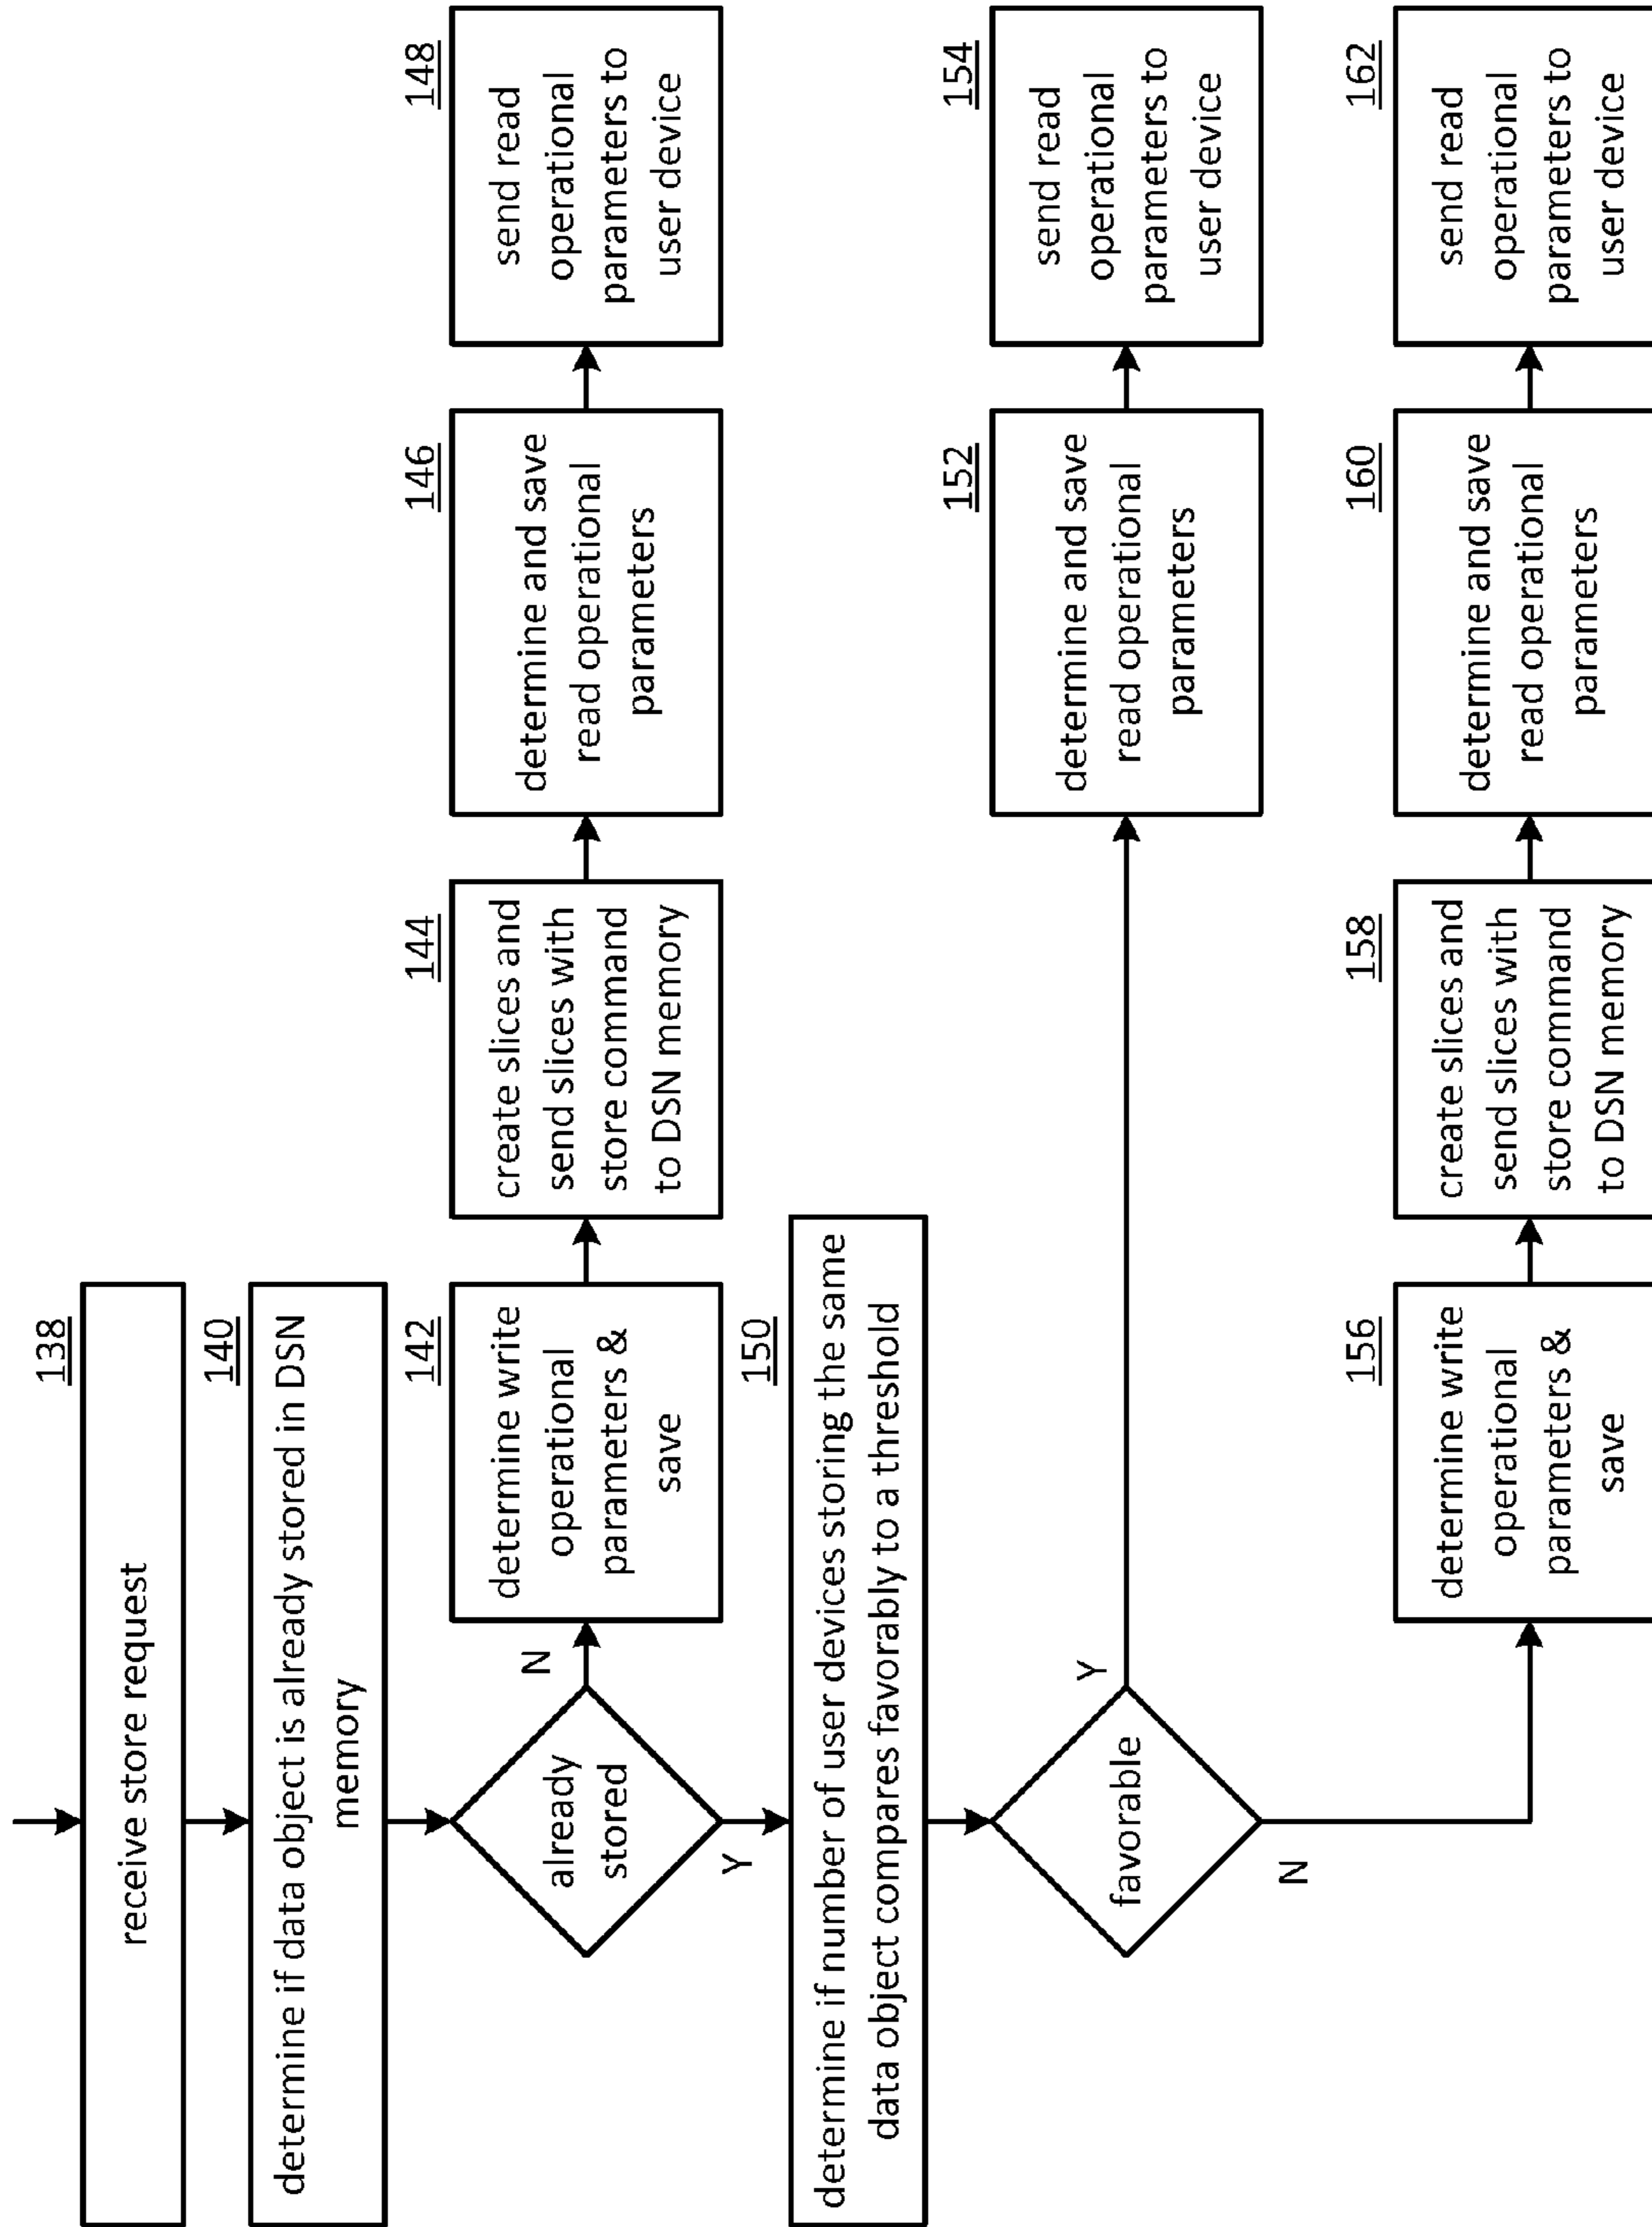 138
receive store request
140
determine if data object is already stored in DSN
memory
already
stored
N
Y
142
determine write
operational
parameters &
save
144
create slices and
send slices with
store command
to DSN memory
146
determine and save
read operational
parameters
148
send read
operational
parameters to
user device
150
determine if number of user devices storing the same
data object compares favorably to a threshold
favorable
Y
N
152
determine and save
read operational
parameters
154
send read
operational
parameters to
user device
156
determine write
operational
parameters &
save
158
create slices and
send slices with
store command
to DSN memory
160
determine and save
read operational
parameters
162
send read
operational
parameters to
user device